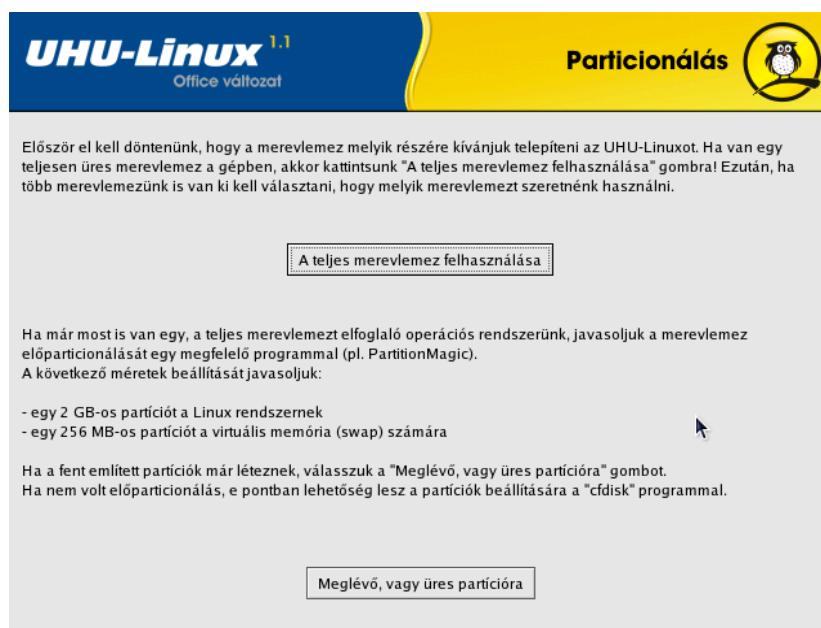 UHU-Linux 1.1
Office változat
Particionálás
Először el kell döntenünk, hogy a merevlemez melyik részére kívánjuk telepíteni az UHU-Linuxot. Ha van egy
teljesen üres merevlemez a gépben, akkor kattintsunk "A teljes merevlemez felhasználása" gombra! Ezután, ha
több merevlemezünk is van ki kell választani, hogy melyik merevlemezt szeretnénk használni.
A teljes merevlemez felhasználása
Ha már most is van egy, a teljes merevlemezt elfoglaló operációs rendszerünk, javasoljuk a merevlemez
előparticionálását egy megfelelő programmal (pl. PartitionMagic).
A következő méretek beállítását javasoljuk:
- egy 2 GB-os partíciót a Linux rendszernek
- egy 256 MB-os partíciót a virtuális memória (swap) számára
Ha a fent említett partíciók már léteznek, válasszuk a "Meglévő, vagy üres partícióra" gombot.
Ha nem volt előparticionálás, e pontban lehetőség lesz a partíciók beállítására a "cfdisk" programmal.
Meglévő, vagy üres partícióra